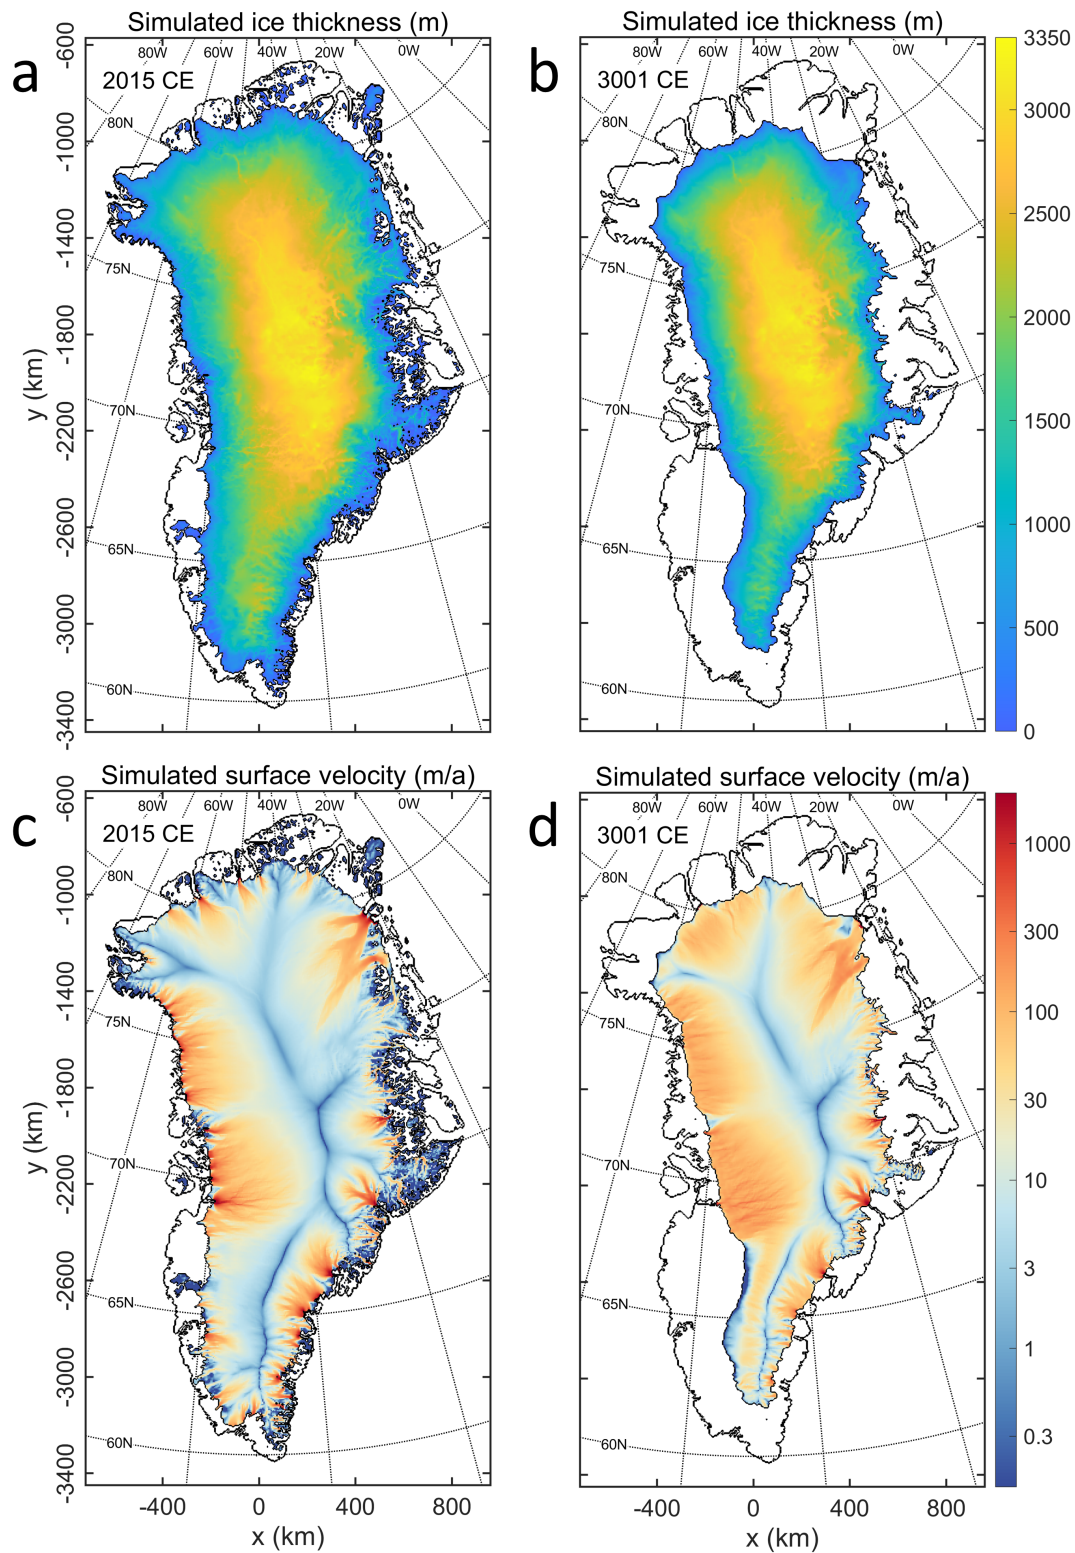 Simulated ice thickness (m)
Simulated ice thickness (m)
a
2015 CE
80W
60W
40W
20W
0W
80N
75N
70N
65N
60N
-600
-1000
-1400
-1800
-2200
-2600
-3000
-3400
y (km)
b
3001 CE
80W
60W
40W
20W
0W
80N
75N
70N
65N
60N
3350
3000
2500
2000
1500
1000
500
0
Simulated surface velocity (m/a)
Simulated surface velocity (m/a)
c
2015 CE
80W
60W
40W
20W
0W
80N
75N
70N
65N
60N
-600
-1000
-1400
-1800
-2200
-2600
-3000
-3400
y (km)
-400
0
400
800
x (km)
d
3001 CE
80W
60W
40W
20W
0W
80N
75N
70N
65N
60N
-400
0
400
800
x (km)
1000
300
100
30
10
3
1
0.3